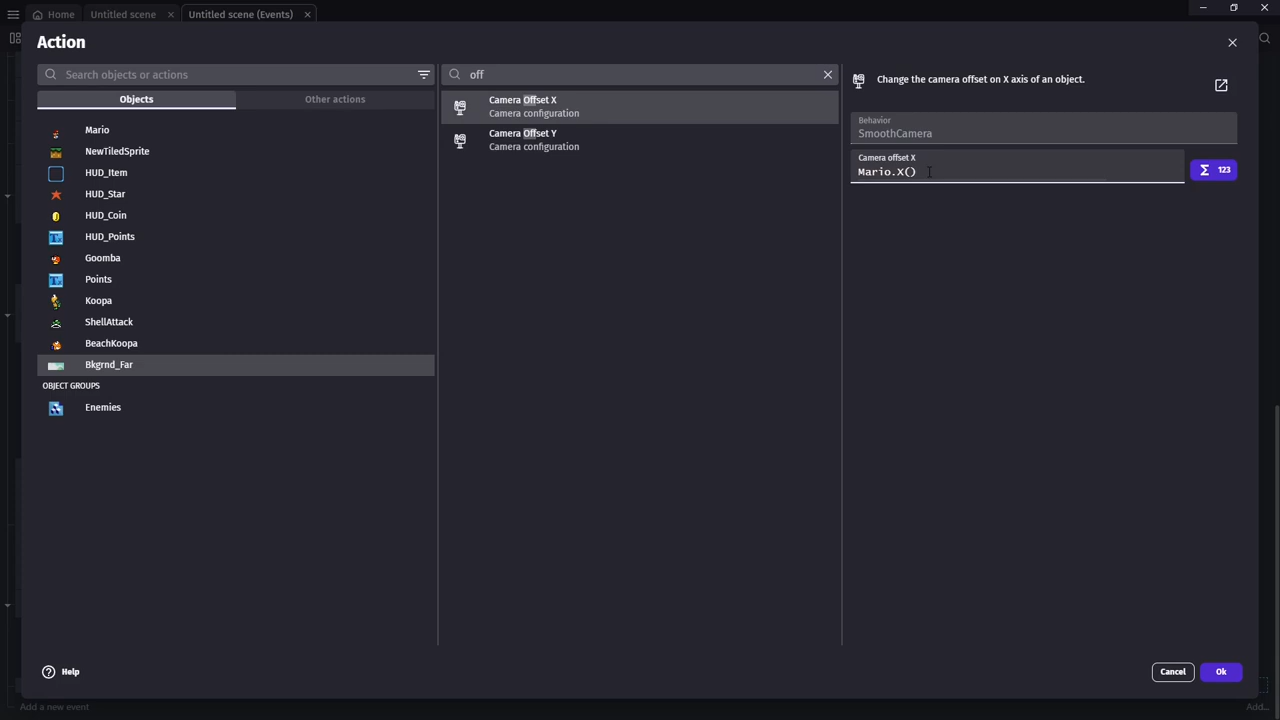 Home
Untitled scene
Untitled scene (Events)
Action
Search objects or actions
Objects
Other actions
Mario
NewTiledSprite
HUD_Item
HUD_Star
HUD_Coin
HUD_Points
Goomba
Points
Koopa
ShellAttack
BeachKoopa
Bkgrnd_Far
OBJECT GROUPS
Enemies
off
Camera Offset X
Camera configuration
Camera Offset Y
Camera configuration
Change the camera offset on X axis of an object.
Behavior
SmoothCamera
Camera offset X
Mario.X()
Σ 123
? Help
Cancel
Ok
Add a new event
Add...